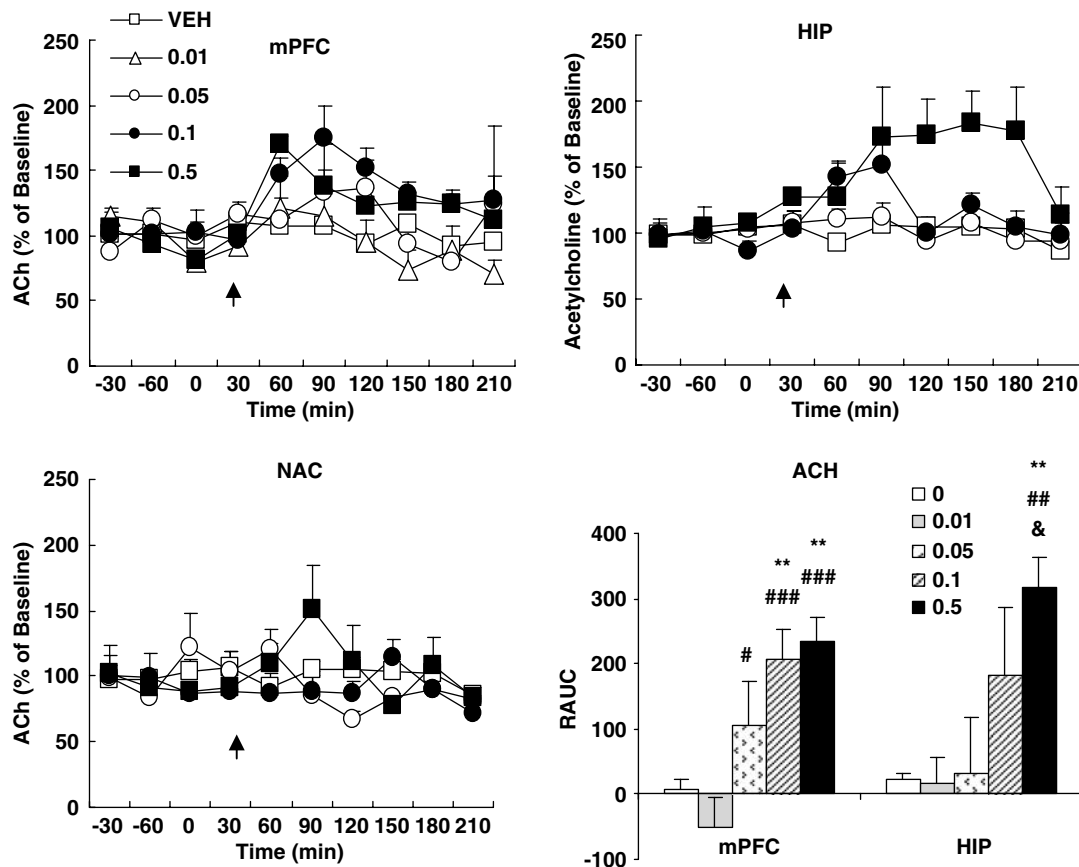 mPFC
VEH
0.01
0.05
0.1
0.5
ACh (% of Baseline)
250
200
150
100
50
0
-30 -60 0 30 60 90 120 150 180 210
Time (min)
HIP
Acetylcholine (% of Baseline)
250
200
150
100
50
0
-30 -60 0 30 60 90 120 150 180 210
Time (min)
NAC
ACh (% of Baseline)
250
200
150
100
50
0
-30 -60 0 30 60 90 120 150 180 210
Time (min)
ACH
0
0.01
0.05
0.1
0.5
RAUC
400
300
200
100
0
-100
#
**
###
**
###
**
##
&
mPFC HIP